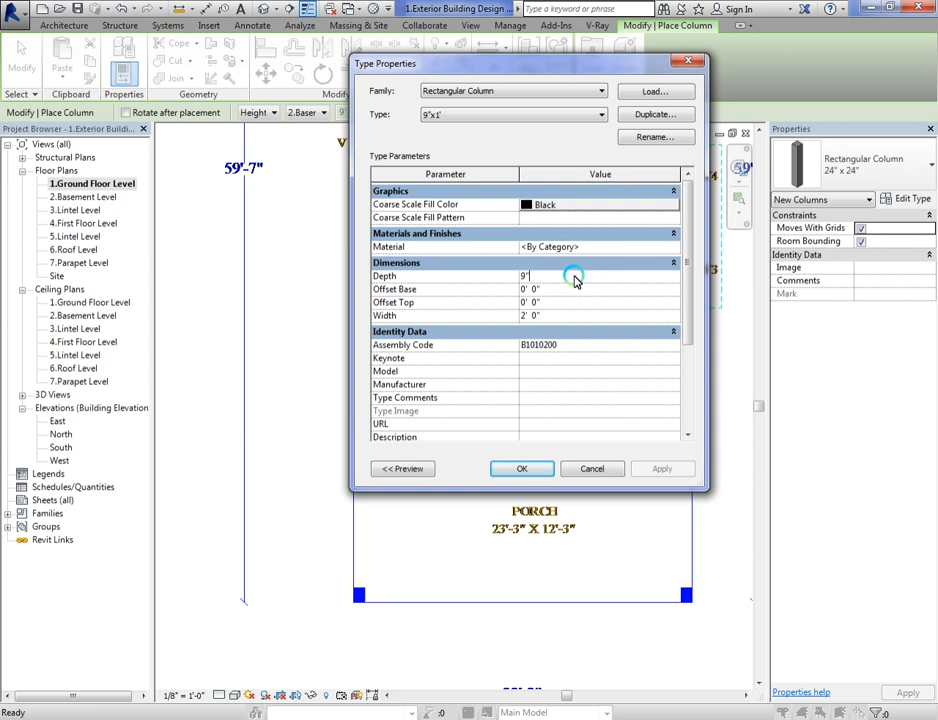 1.Exterior Building Design ...
Type a keyword or phrase
Sign In
Architecture Structure Systems Insert Annotate Analyze Massing & Site Collaborate View Manage Add-Ins V-Ray Modify | Place Column
Modify
Paste
Cope
Cut
Join
Select Clipboard Properties Geometry Modif
Modify | Place Column Rotate after placement Height 2.Baser
Project Browser - 1.Exterior Buildi...
Views (all)
Structural Plans
Floor Plans
1.Ground Floor Level
2.Basement Level
3.Lintel Level
4.First Floor Level
5.Lintel Level
6.Roof Level
7.Parapet Level
Site
Ceiling Plans
1.Ground Floor Level
2.Basement Level
3.Lintel Level
4.First Floor Level
5.Lintel Level
6.Roof Level
7.Parapet Level
3D Views
Elevations (Building Elevation
East
North
South
West
Legends
Schedules/Quantities
Sheets (all)
Families
Groups
Revit Links
59'-7"
Type Properties
Family: Rectangular Column Load...
Type: 9"x1' Duplicate...
Rename...
Type Parameters
Parameter Value
Graphics
Coarse Scale Fill Color Black
Coarse Scale Fill Pattern
Materials and Finishes
Material <By Category>
Dimensions
Depth 9"
Offset Base 0' 0"
Offset Top 0' 0"
Width 2' 0"
Identity Data
Assembly Code B1010200
Keynote
Model
Manufacturer
Type Comments
Type Image
URL
Description
<< Preview OK Cancel Apply
PORCH
23'-3" X 12'-3"
Properties
Rectangular Column
24" x 24"
New Columns Edit Type
Constraints
Moves With Grids
Room Bounding
Identity Data
Image
Comments
Mark
Properties help Apply
1/8" = 1'-0"
Ready
:0
Main Model
:0